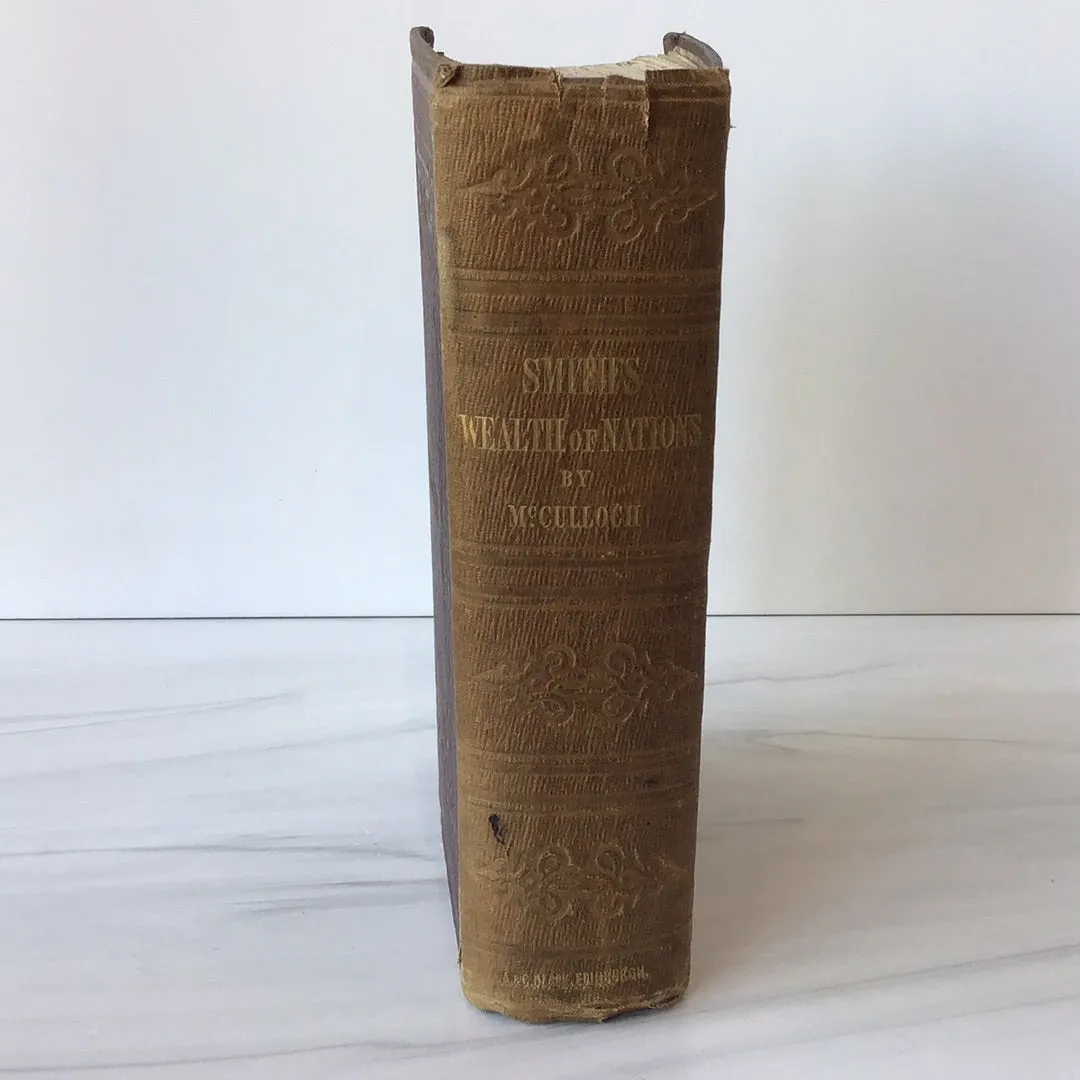 SMITH'S
WEALTH OF NATIONS
BY
McCULLOCH
A. & C. BLACK, EDINBURGH.